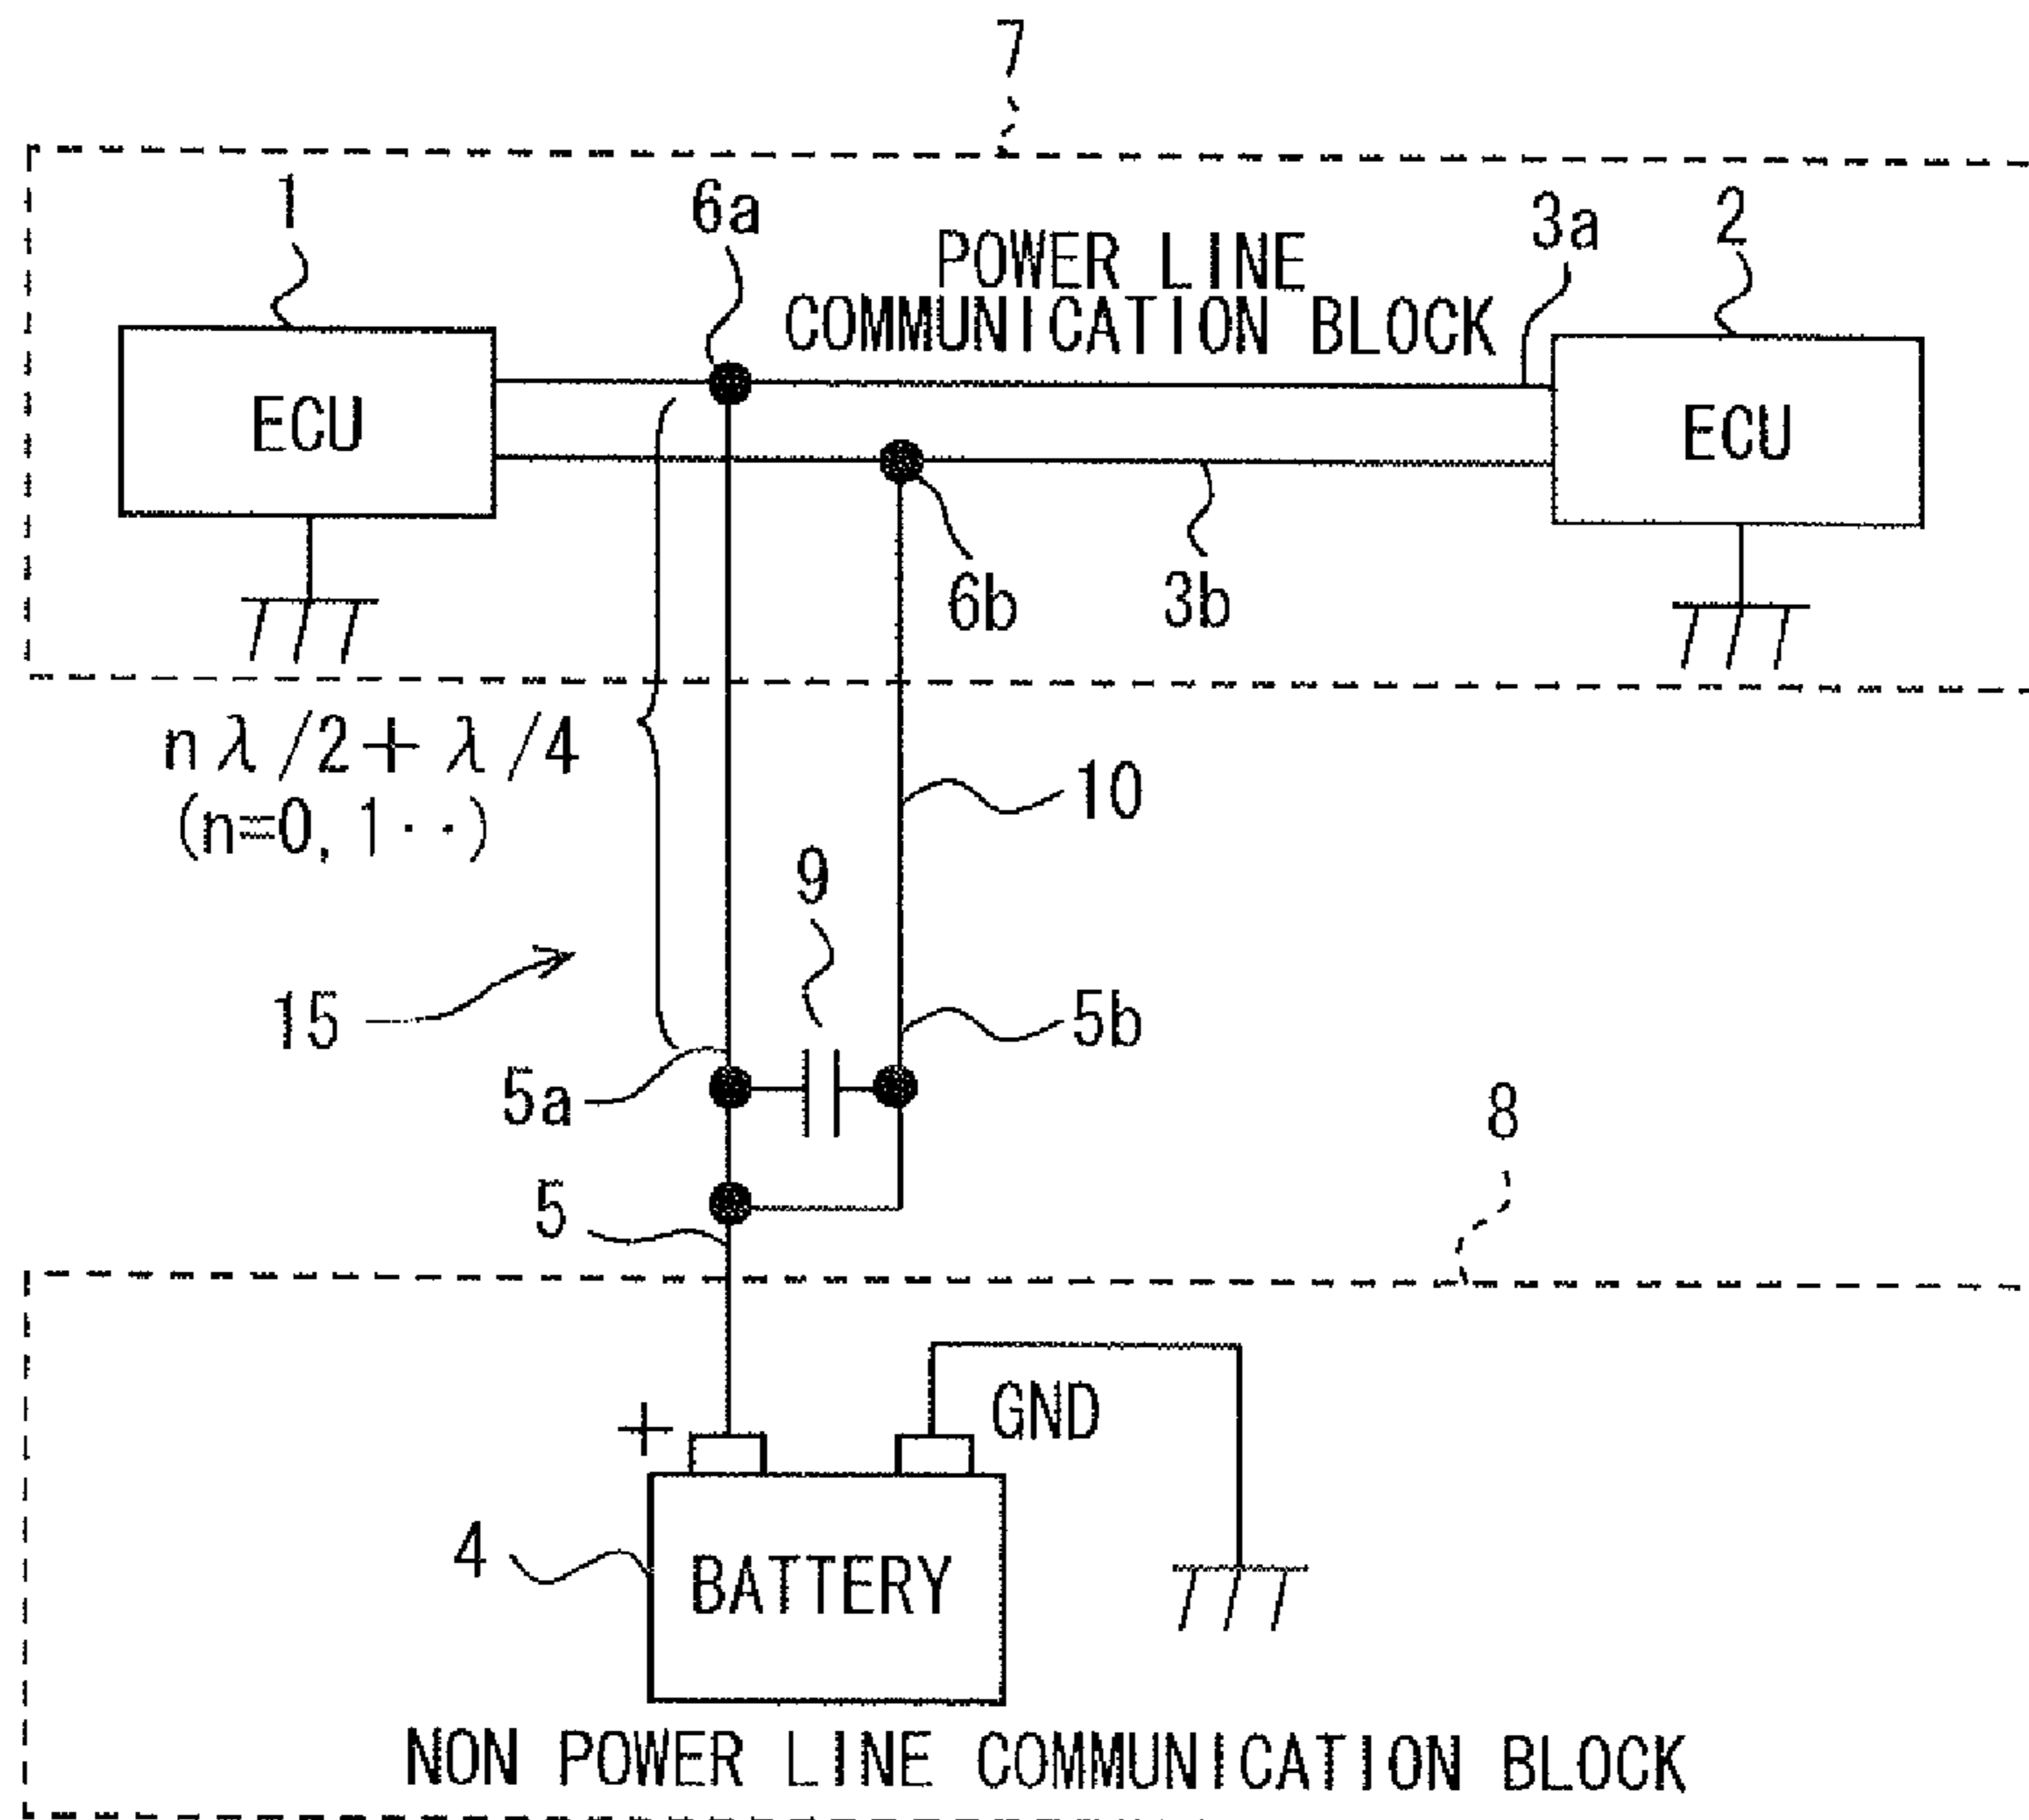 7
1
6a
POWER LINE
COMMUNICATION BLOCK
3a
2
ECU
ECU
6b
3b
nλ/2+λ/4
(n=0, 1··)
10
9
15
5b
5a
8
5
+
GND
4
BATTERY
NON POWER LINE COMMUNICATION BLOCK